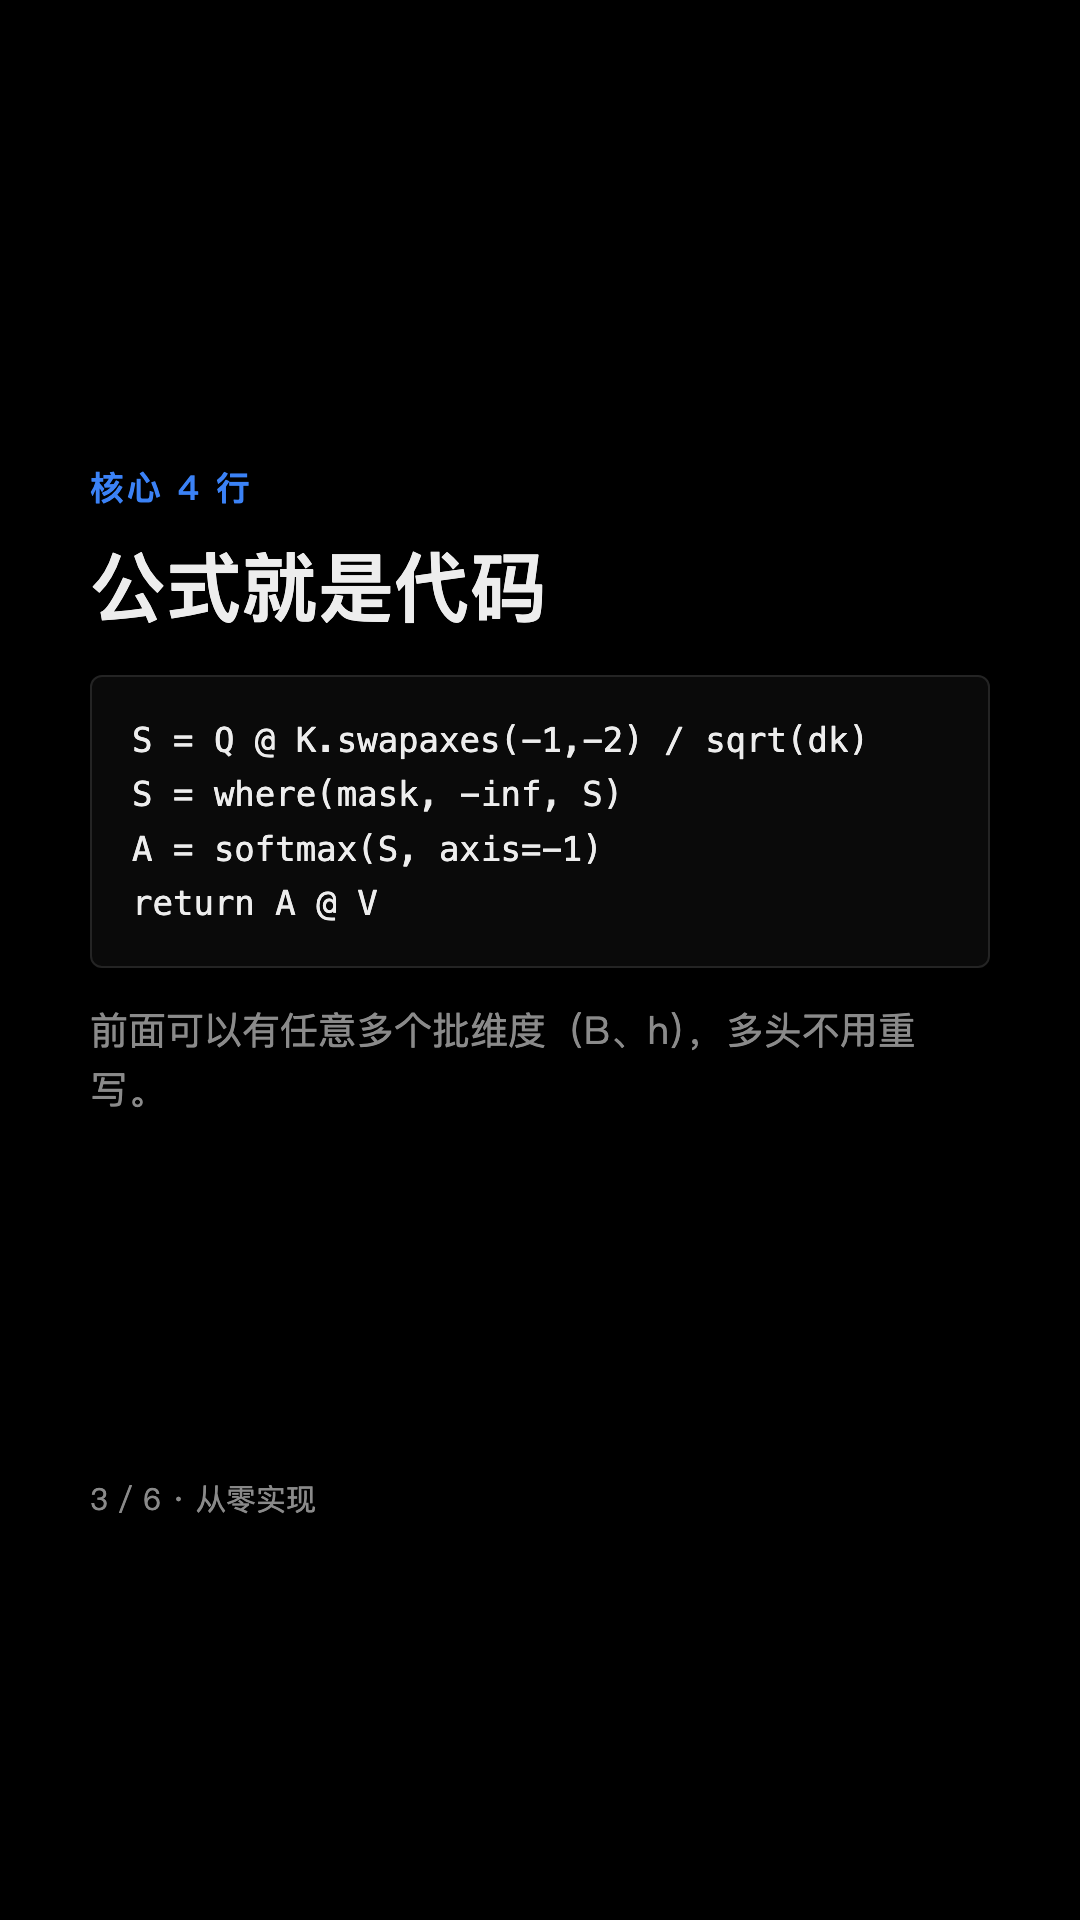 核心 4 行
公式就是代码
S = Q @ K.swapaxes(-1,-2) / sqrt(dk)
S = where(mask, -inf, S)
A = softmax(S, axis=-1)
return A @ V
前面可以有任意多个批维度（B、h），多头不用重
写。
3 / 6 · 从零实现